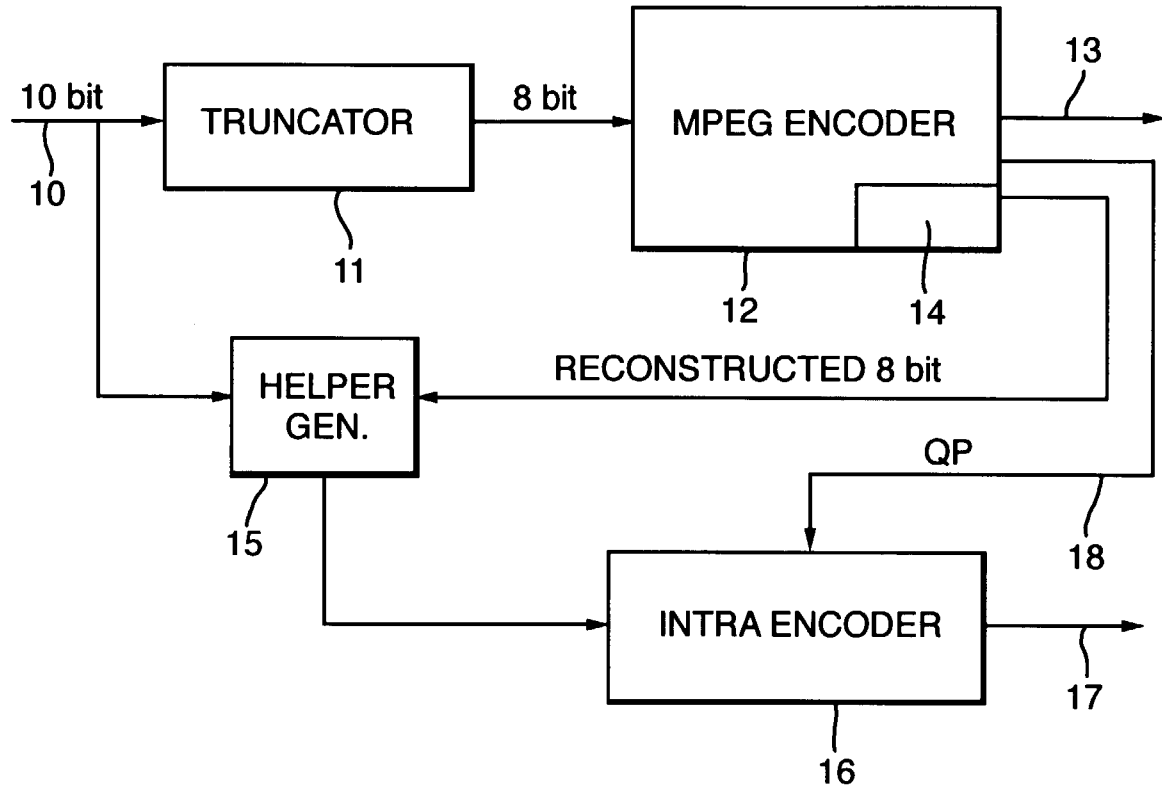 10 bit
TRUNCATOR
8 bit
MPEG ENCODER
13
10
11
12
14
HELPER
GEN.
RECONSTRUCTED 8 bit
QP
15
18
INTRA ENCODER
17
16